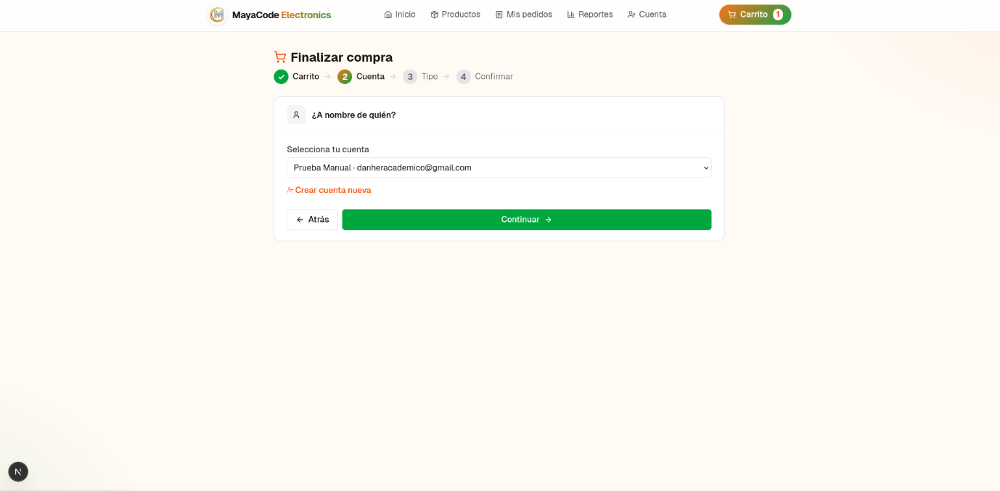 MayaCode Electronics
Inicio
Productos
Mis pedidos
Reportes
Cuenta
Carrito 1
Finalizar compra
Carrito
2 Cuenta
3 Tipo
4 Confirmar
¿A nombre de quién?
Selecciona tu cuenta
Prueba Manual · danheracademico@gmail.com
Crear cuenta nueva
Atrás
Continuar
N